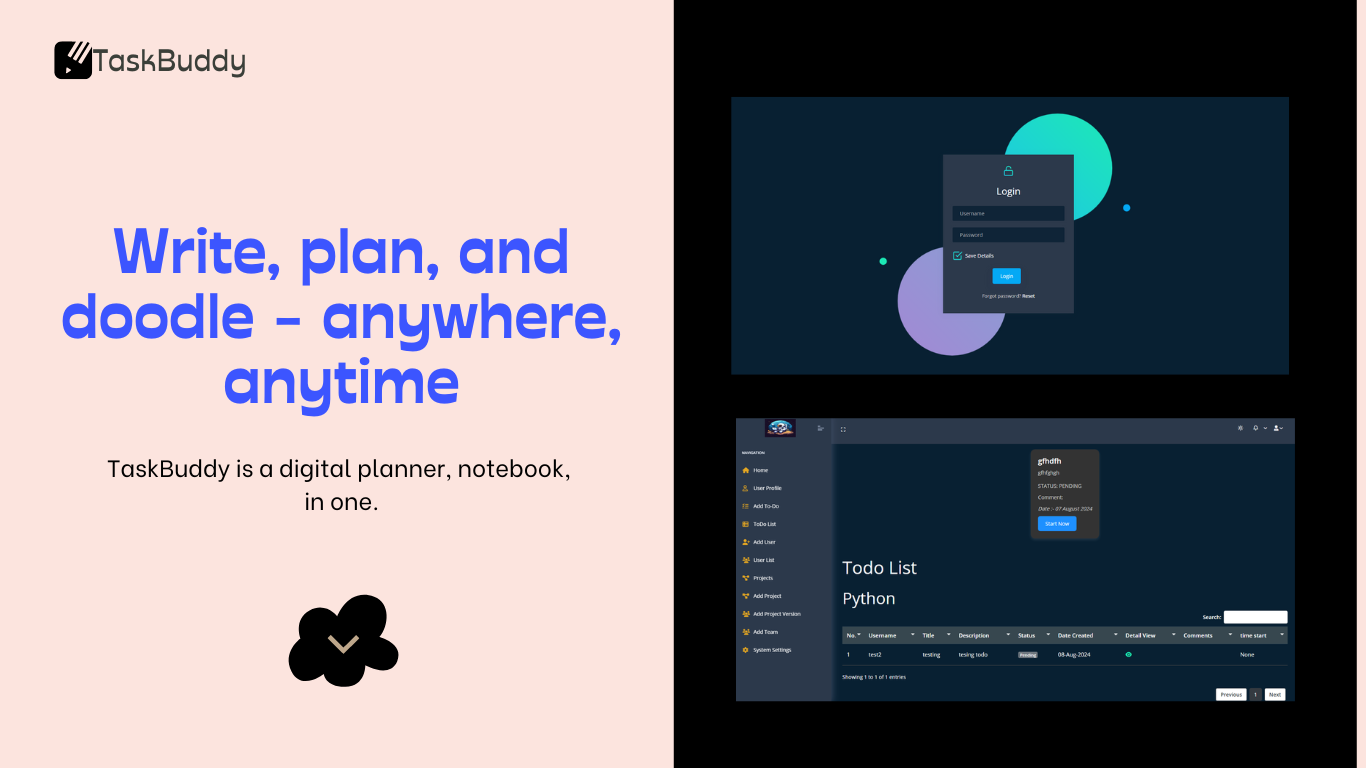 TaskBuddy
Write, plan, and
doodle - anywhere,
anytime
TaskBuddy is a digital planner, notebook,
in one.
Login
Username
Password
Save Details
Login
Forgot password? Reset
NAVIGATION
Home
User Profile
Add To-Do
ToDo List
Add User
User List
Projects
Add Project
Add Project Version
Add Team
System Settings
gfhdfh
STATUS: PENDING
Comment:
Date :- 07 August 2024
Start Now
Todo List
Python
Search:
No. Username Title Description Status Date Created Detail View Comments time start
1 test2 testing tesing todo Pending 08-Aug-2024 None
Showing 1 to 1 of 1 entries
Previous 1 Next